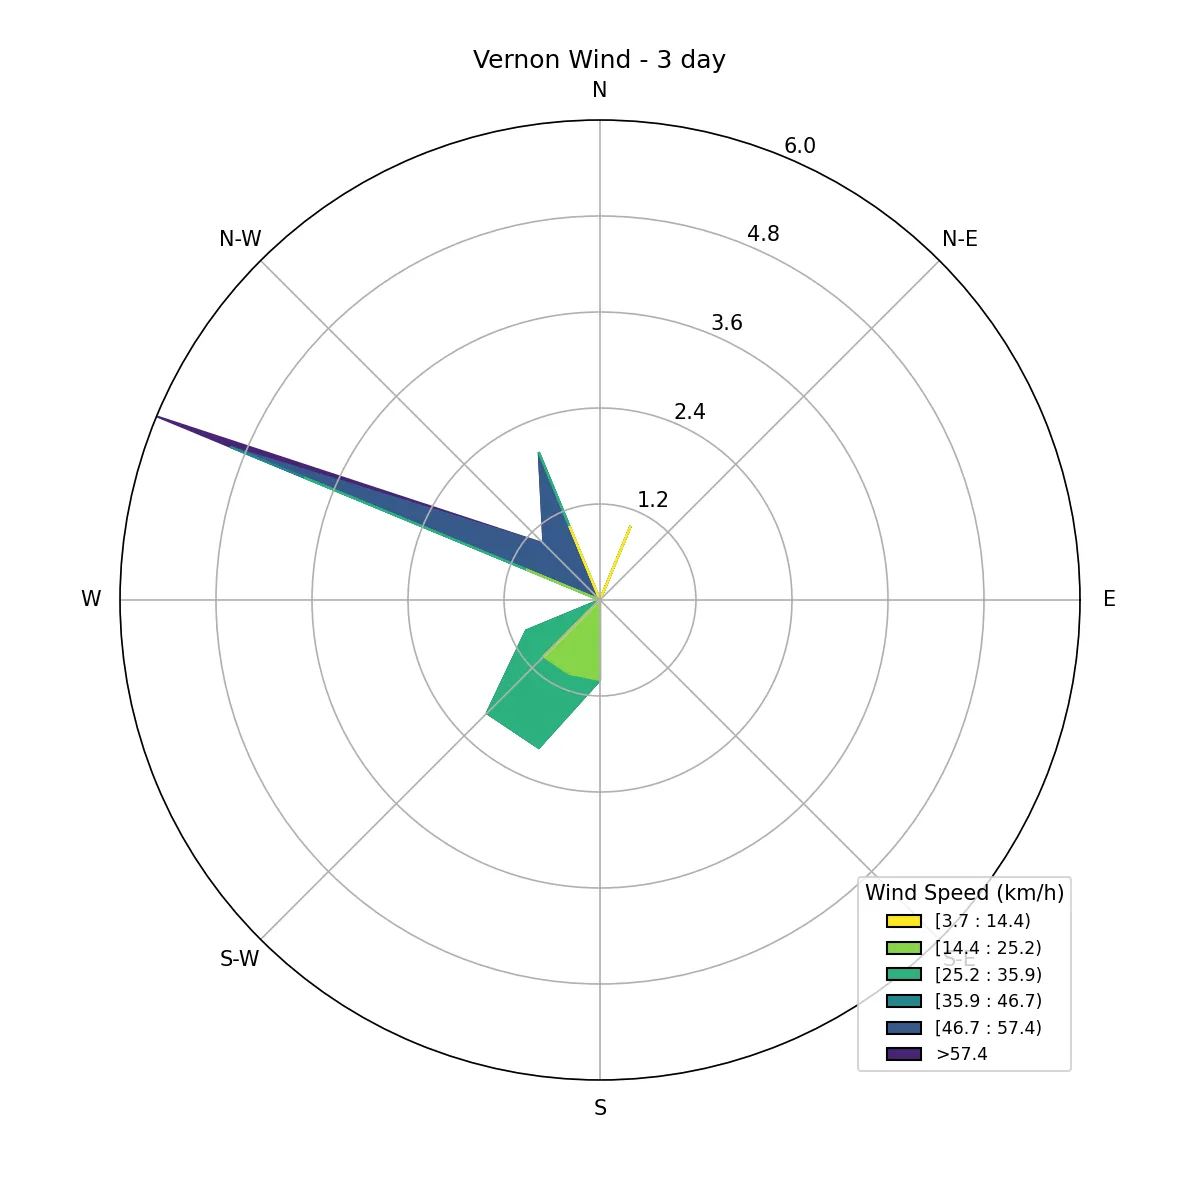 Vernon Wind - 3 day
N
6.0
N-W
4.8
N-E
3.6
2.4
1.2
W
E
Wind Speed (km/h)
[3.7 : 14.4)
[14.4 : 25.2)
S-W
S-E
[25.2 : 35.9)
[35.9 : 46.7)
[46.7 : 57.4)
>57.4
S